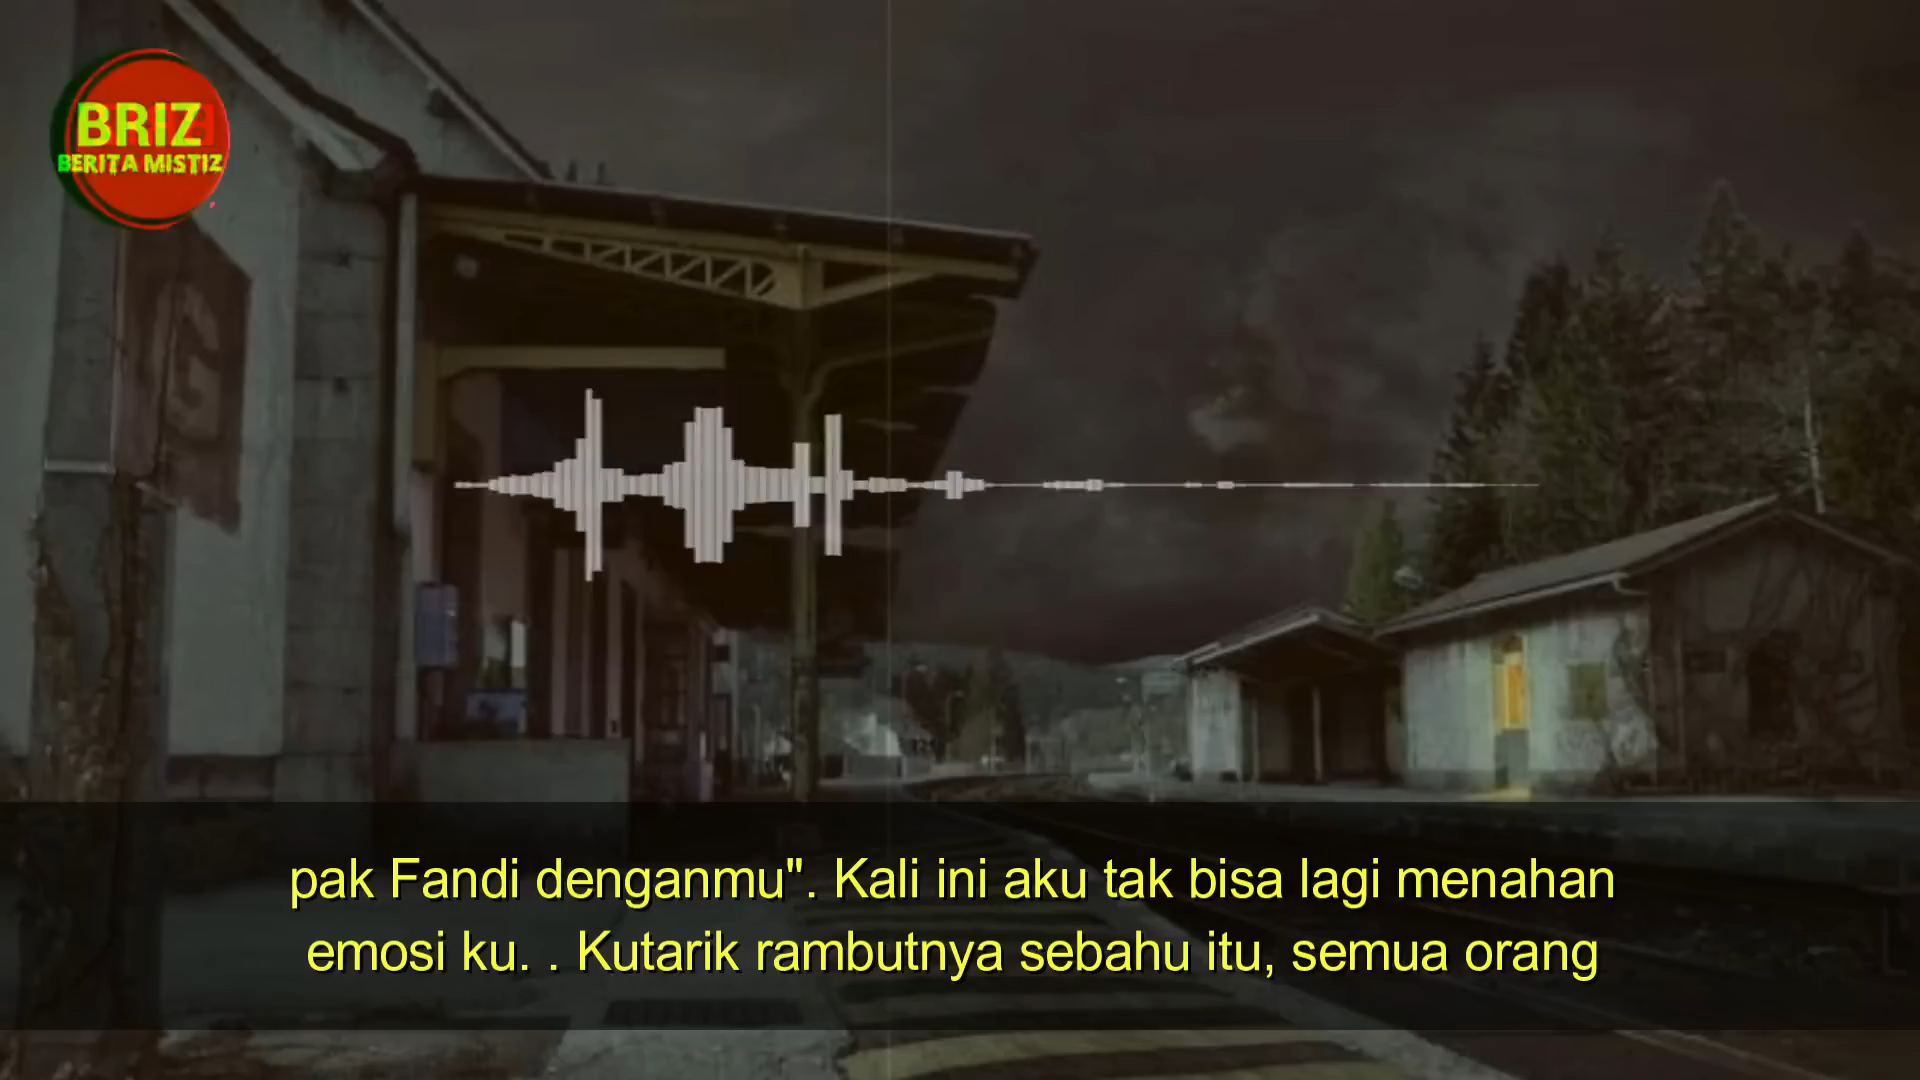 BRIZ
BERITA MISTIZ
pak Fandi denganmu". Kali ini aku tak bisa lagi menahan
emosi ku. . Kutarik rambutnya sebahu itu, semua orang